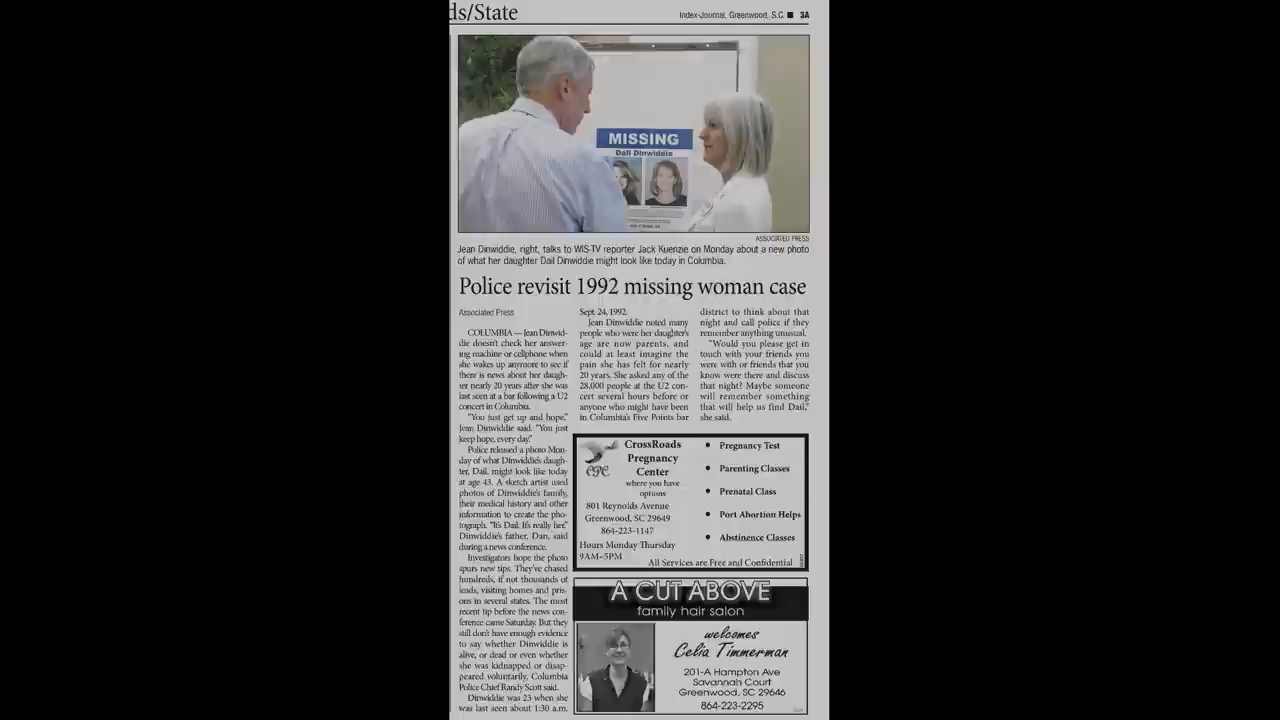 ds/State
Index-Journal, Greenwood, S.C. ■ 3A
MISSING
Dail Dinwiddie
ASSOCIATED PRESS
Jean Dinwiddie, right, talks to WIS-TV reporter Jack Kuenzie on Monday about a new photo
of what her daughter Dail Dinwiddie might look like today in Columbia.
Police revisit 1992 missing woman case
Associated Press
COLUMBIA — Jean Dinwid-
die doesn't check her answer-
ing machine or cellphone when
she wakes up anymore to see if
there is news about her daugh-
ter nearly 20 years after she was
last seen at a bar following a U2
concert in Columbia.
"You just get up and hope,"
Jean Dinwiddie said. "You just
keep hope, every day."
Police released a photo Mon-
day of what Dinwiddie's daugh-
ter, Dail, might look like today
at age 43. A sketch artist used
photos of Dinwiddie's family,
their medical history and other
information to create the pho-
tograph. "It's Dail. It's really her,"
Dinwiddie's father, Dan, said
during a news conference.
Investigators hope the photo
spurs new tips. They've chased
hundreds, if not thousands of
leads, visiting homes and pris-
ons in several states. The most
recent tip before the news con-
ference came Saturday. But they
still don't have enough evidence
to say whether Dinwiddie is
alive, or dead or even whether
she was kidnapped or disap-
peared voluntarily, Columbia
Police Chief Randy Scott said.
Dinwiddie was 23 when she
was last seen about 1:30 a.m.
Sept. 24, 1992.
Jean Dinwiddie noted many
people who were her daughter's
age are now parents, and
could at least imagine the
pain she has felt for nearly
20 years. She asked any of the
28,000 people at the U2 con-
cert several hours before or
anyone who might have been
in Columbia's Five Points bar
district to think about that
night and call police if they
remember anything unusual.
"Would you please get in
touch with your friends you
were with or friends that you
know were there and discuss
that night? Maybe someone
will remember something
that will help us find Dail,"
she said.
CPC
CrossRoads
Pregnancy
Center
where you have
options
801 Reynolds Avenue
Greenwood, SC 29649
864-223-1147
Hours Monday Thursday
9AM-5PM
• Pregnancy Test
• Parenting Classes
• Prenatal Class
• Port Abortion Helps
• Abstinence Classes
All Services are Free and Confidential
A CUT ABOVE
family hair salon
welcomes
Celia Timmerman
201-A Hampton Ave
Savannah Court
Greenwood, SC 29646
864-223-2295